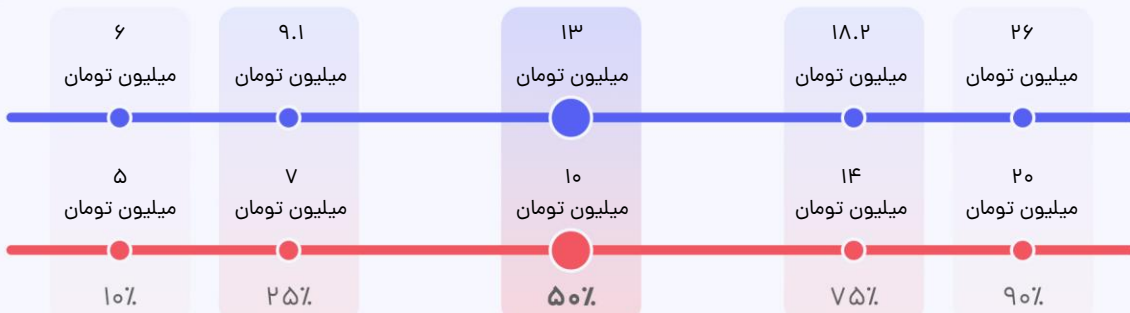 ۶ ۹.۱ ۱۳ ۱۸.۲ ۲۶
میلیون تومان میلیون تومان میلیون تومان میلیون تومان میلیون تومان
۵ ۷ ۱۰ ۱۴ ۲۰
میلیون تومان میلیون تومان میلیون تومان میلیون تومان میلیون تومان
۱۰٪ ۲۵٪ ۵۰٪ ۷۵٪ ۹۰٪